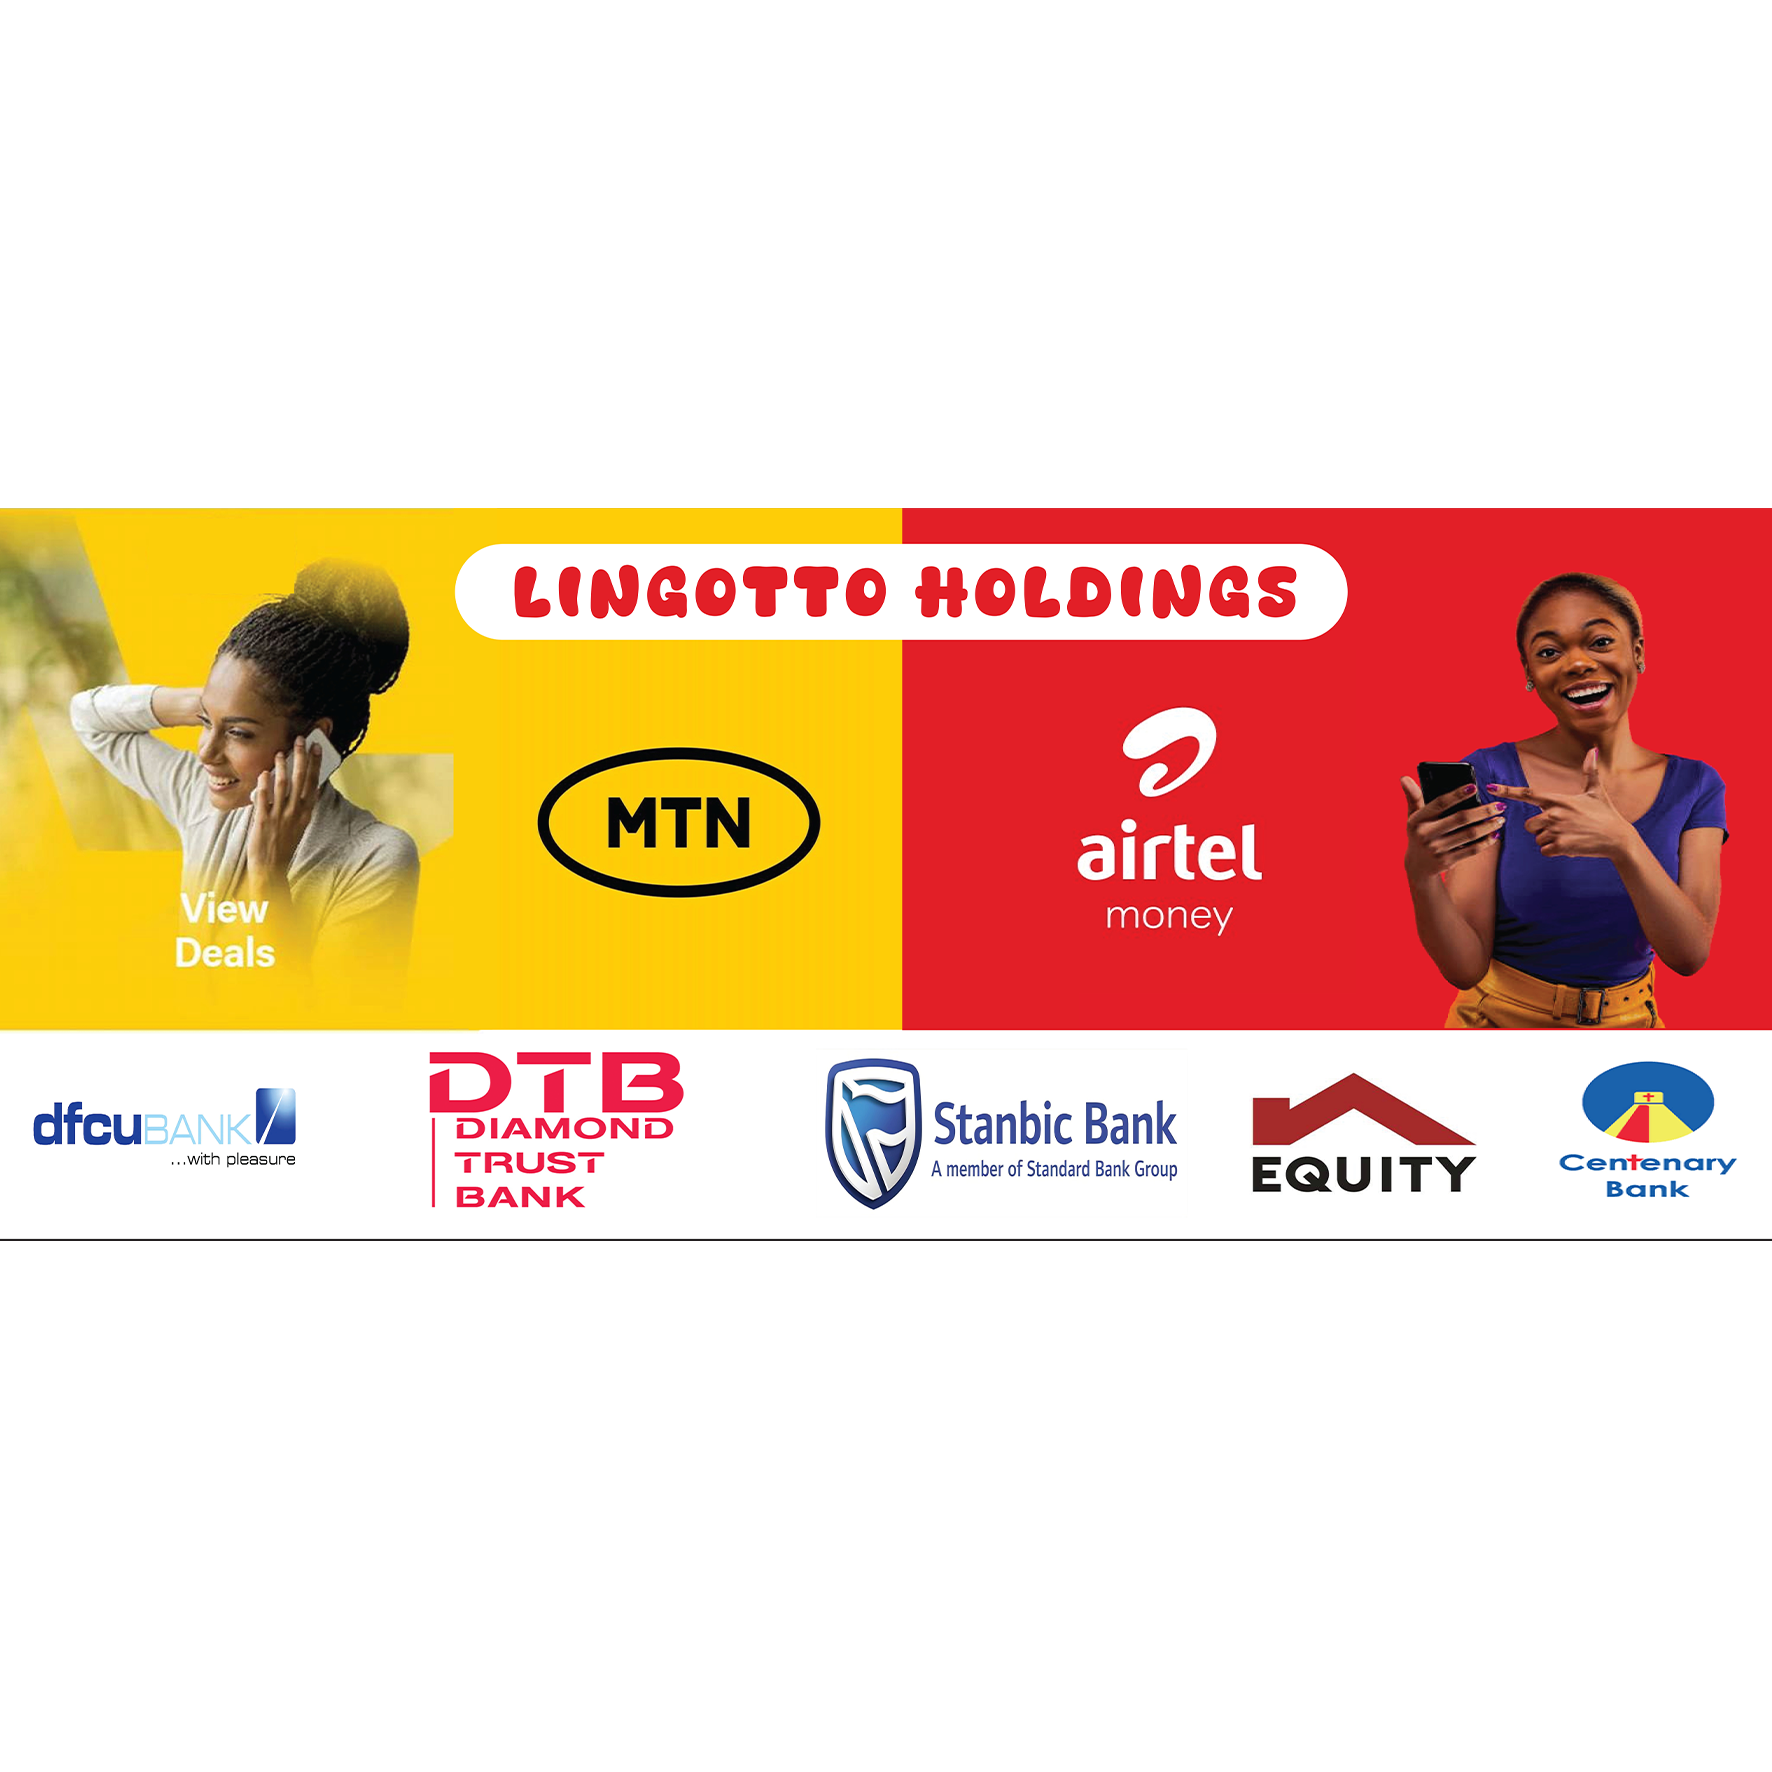 LINGOTTO HOLDINGS
View
Deals
MTN
airtel
money
dfcuBANK
...with pleasure
DTB
DIAMOND
TRUST
BANK
Stanbic Bank
A member of Standard Bank Group
EQUITY
Centenary
Bank